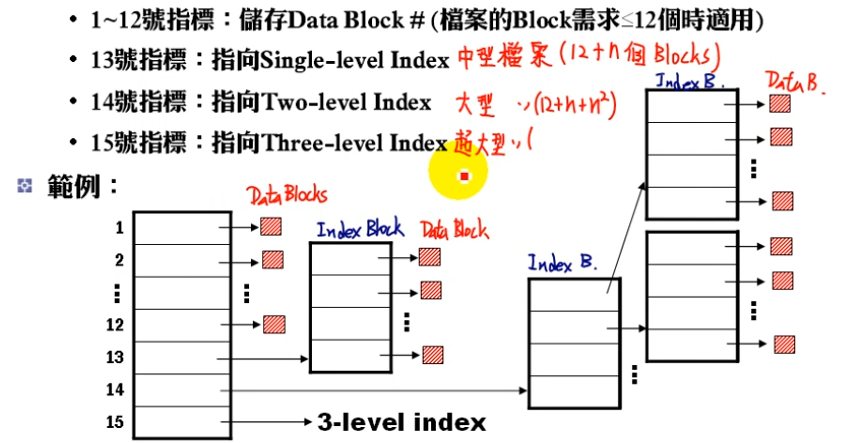 • 1~12號指標：儲存Data Block # (檔案的Block需求≤12個時適用)
• 13號指標：指向Single-level Index 中型檔案(12+n個Blocks)
• 14號指標：指向Two-level Index 大型 〃(12+n+n²)
• 15號指標：指向Three-level Index 超大型〃(
範例：
Index B.
Data B.
Data Blocks
Index Block
Data Block
Index B.
1
2
⋮
12
13
14
15
3-level index